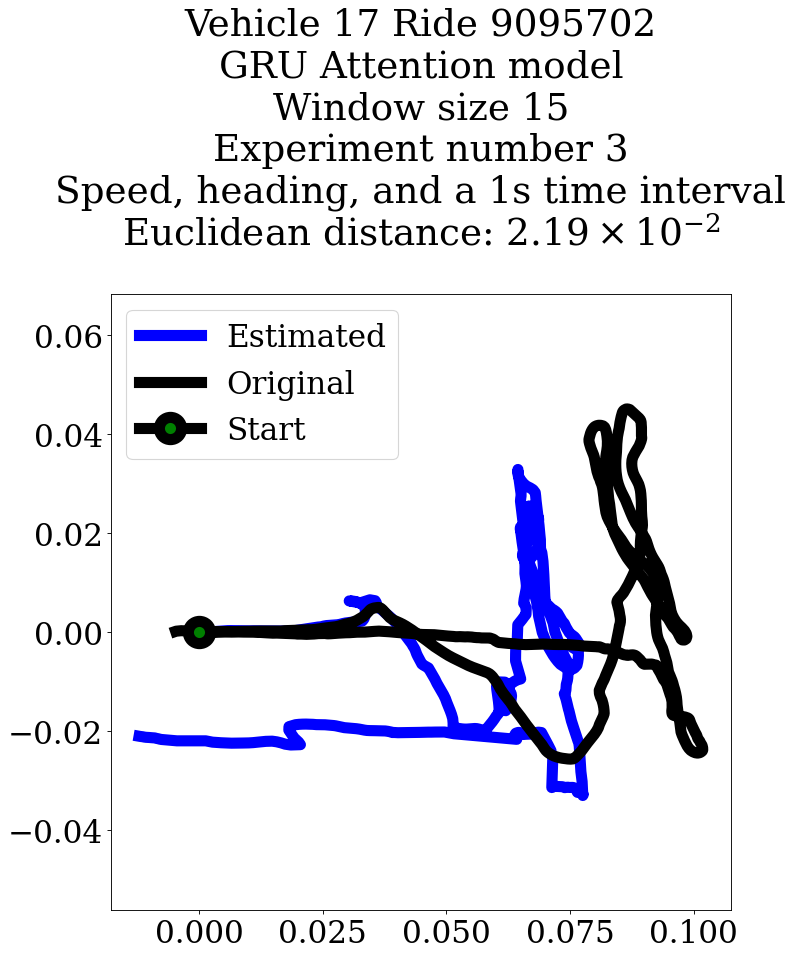 Vehicle 17 Ride 9095702
GRU Attention model
Window size 15
Experiment number 3
Speed, heading, and a 1s time interval
Euclidean distance: 2.19 × 10⁻²
Estimated
Original
Start
0.06
0.04
0.02
0.00
−0.02
−0.04
0.000 0.025 0.050 0.075 0.100